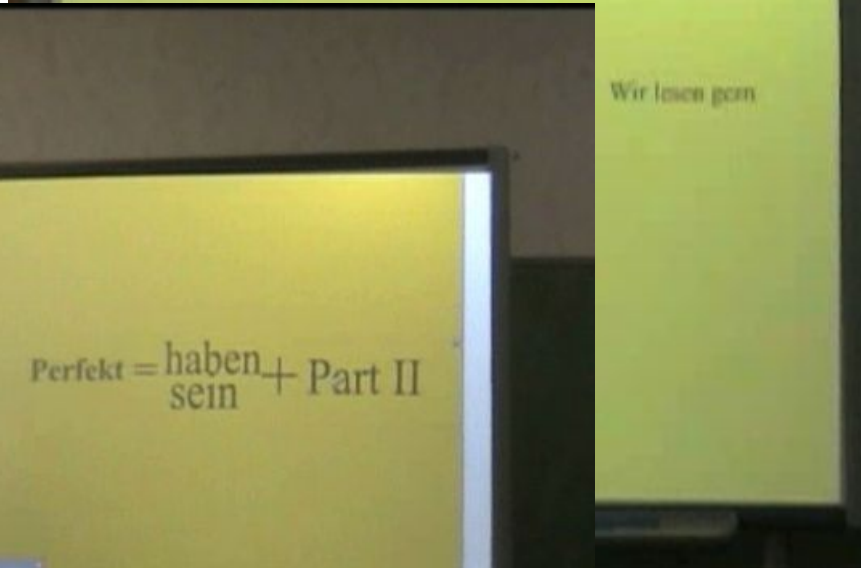 Perfekt = haben + Part II
sein
Wir lesen gern